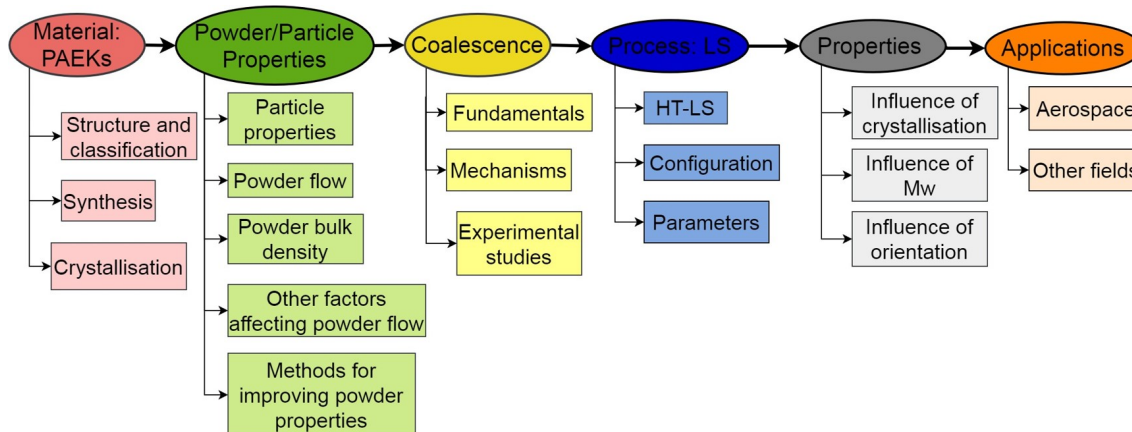 Material:
PAEKs
Structure and
classification
Synthesis
Crystallisation
Powder/Particle
Properties
Particle
properties
Powder flow
Powder bulk
density
Other factors
affecting powder flow
Methods for
improving powder
properties
Coalescence
Fundamentals
Mechanisms
Experimental
studies
Process: LS
HT-LS
Configuration
Parameters
Properties
Influence of
crystallisation
Influence of
Mw
Influence of
orientation
Applications
Aerospace
Other fields